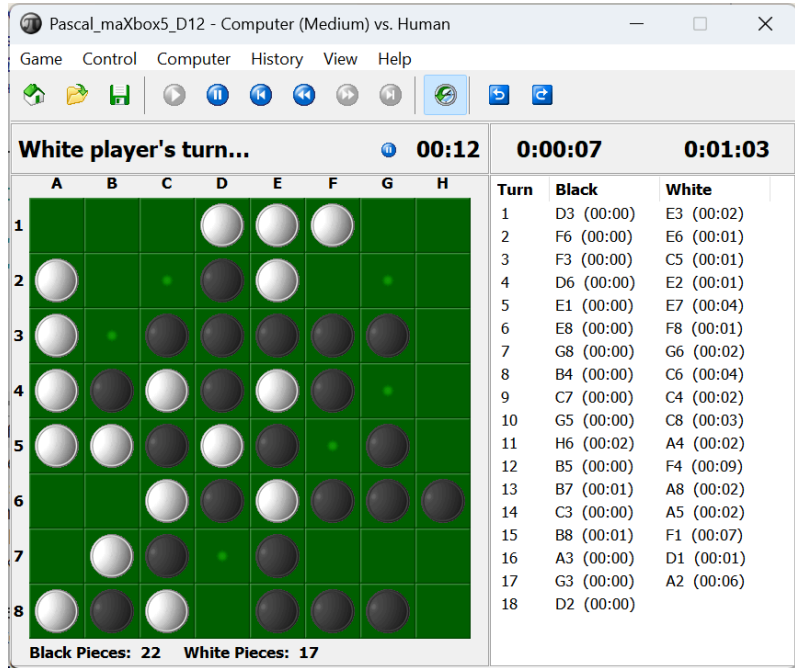 Pascal_maXbox5_D12 - Computer (Medium) vs. Human
Game Control Computer History View Help
White player's turn... 00:12 0:00:07 0:01:03
A B C D E F G H
1
2
3
4
5
6
7
8
Black Pieces: 22 White Pieces: 17
Turn Black White
1 D3 (00:00) E3 (00:02)
2 F6 (00:00) E6 (00:01)
3 F3 (00:00) C5 (00:01)
4 D6 (00:00) E2 (00:01)
5 E1 (00:00) E7 (00:04)
6 E8 (00:00) F8 (00:01)
7 G8 (00:00) G6 (00:02)
8 B4 (00:00) C6 (00:04)
9 C7 (00:00) C4 (00:02)
10 G5 (00:00) C8 (00:03)
11 H6 (00:02) A4 (00:02)
12 B5 (00:00) F4 (00:09)
13 B7 (00:01) A8 (00:02)
14 C3 (00:00) A5 (00:02)
15 B8 (00:01) F1 (00:07)
16 A3 (00:00) D1 (00:01)
17 G3 (00:00) A2 (00:06)
18 D2 (00:00)